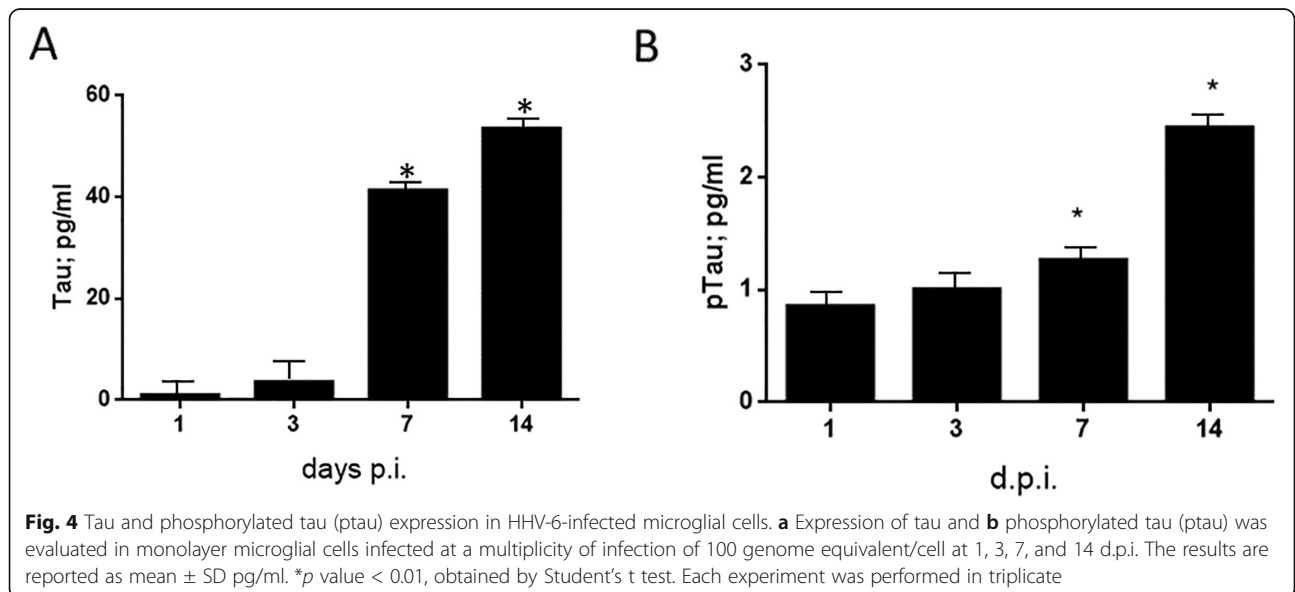 A
60
40
20
0
Tau; pg/ml
*
*
1 3 7 14
days p.i.
B
3
2
1
0
pTau; pg/ml
*
*
1 3 7 14
d.p.i.
Fig. 4 Tau and phosphorylated tau (ptau) expression in HHV-6-infected microglial cells. a Expression of tau and b phosphorylated tau (ptau) was
evaluated in monolayer microglial cells infected at a multiplicity of infection of 100 genome equivalent/cell at 1, 3, 7, and 14 d.p.i. The results are
reported as mean ± SD pg/ml. *p value < 0.01, obtained by Student's t test. Each experiment was performed in triplicate